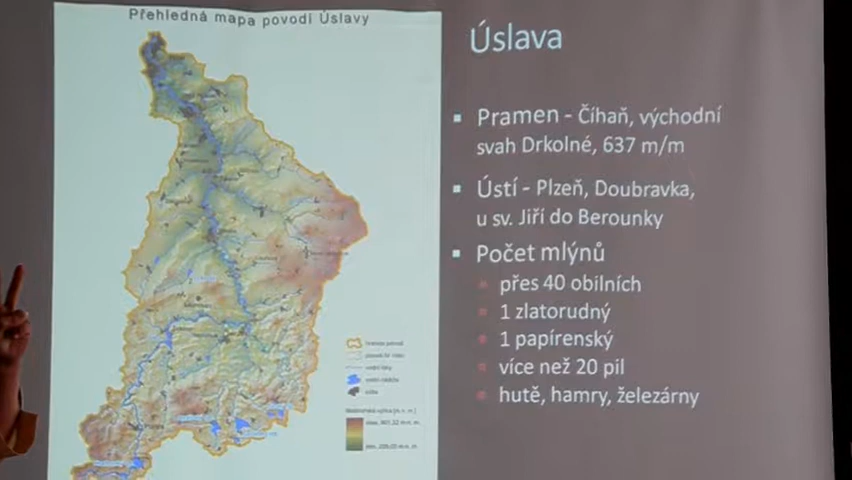 Přehledná mapa povodí Úslavy
Úslava
Pramen - Číhaň, východní
svah Drkolné, 637 m/m
Ústí - Plzeň, Doubravka,
u sv. Jiří do Berounky
Počet mlýnů
přes 40 obilních
1 zlatorudný
1 papírenský
více než 20 pil
hutě, hamry, železárny